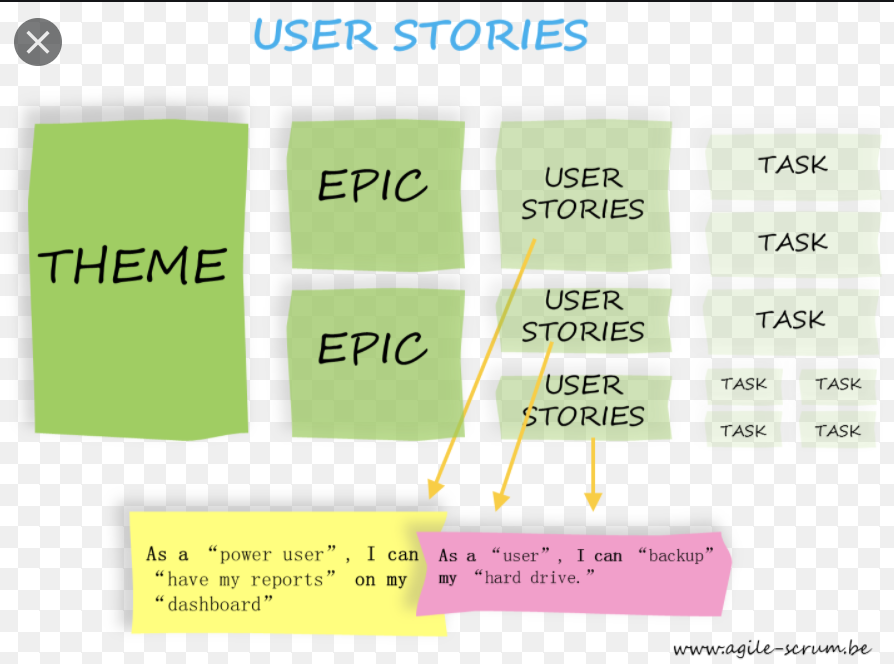 USER STORIES
THEME
EPIC
EPIC
USER
STORIES
USER
STORIES
USER
STORIES
TASK
TASK
TASK
TASK TASK
TASK TASK
As a “power user”, I can
“have my reports” on my
“dashboard”
As a “user”, I can “backup”
my “hard drive.”
www.agile-scrum.be